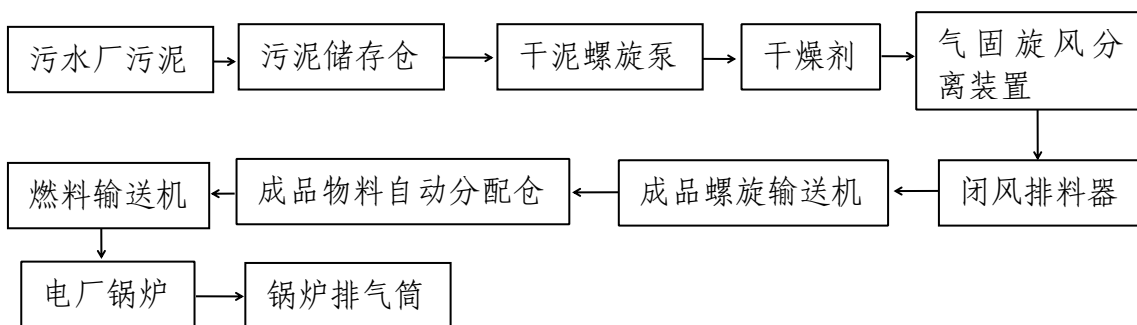 污水厂污泥
污泥储存仓
干泥螺旋泵
干燥剂
气固旋风分
离装置
燃料输送机
成品物料自动分配仓
成品螺旋输送机
闭风排料器
电厂锅炉
锅炉排气筒